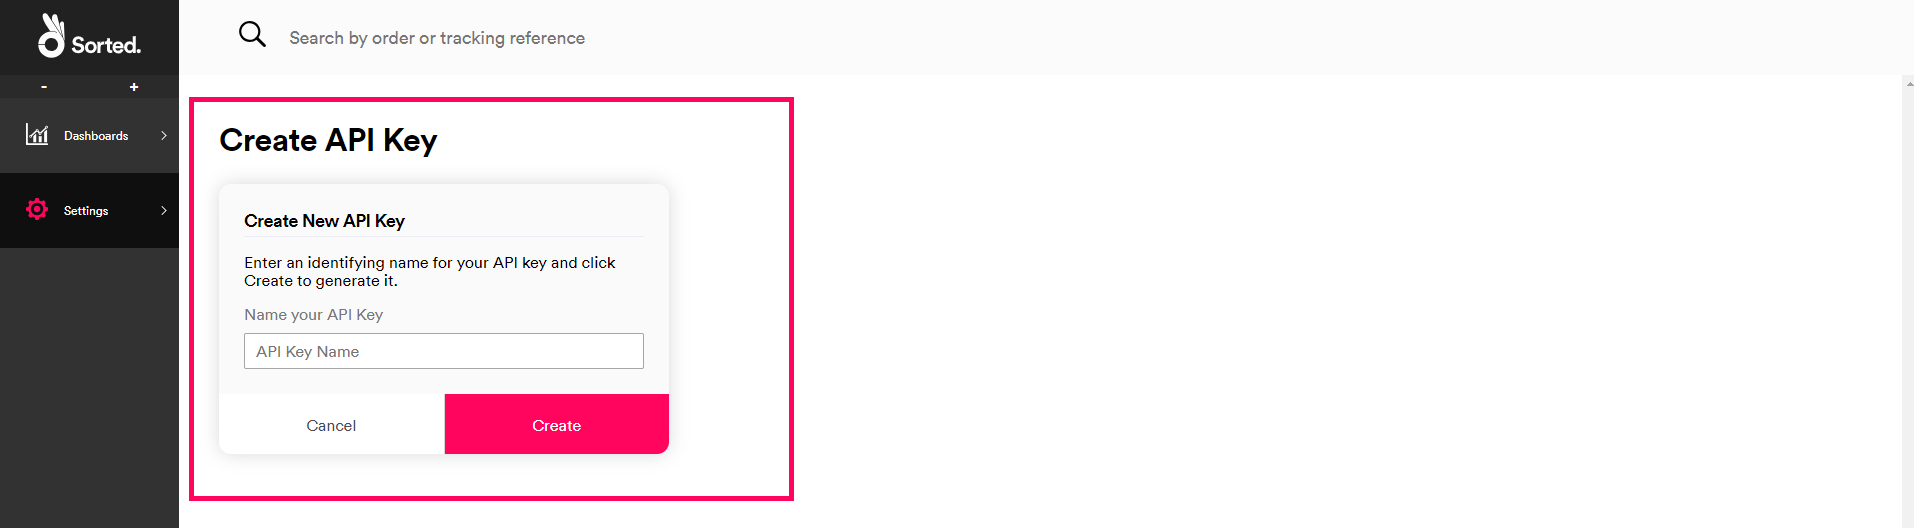 Sorted.
Search by order or tracking reference
- +
Dashboards
Settings
Create API Key
Create New API Key
Enter an identifying name for your API key and click
Create to generate it.
Name your API Key
API Key Name
Cancel
Create